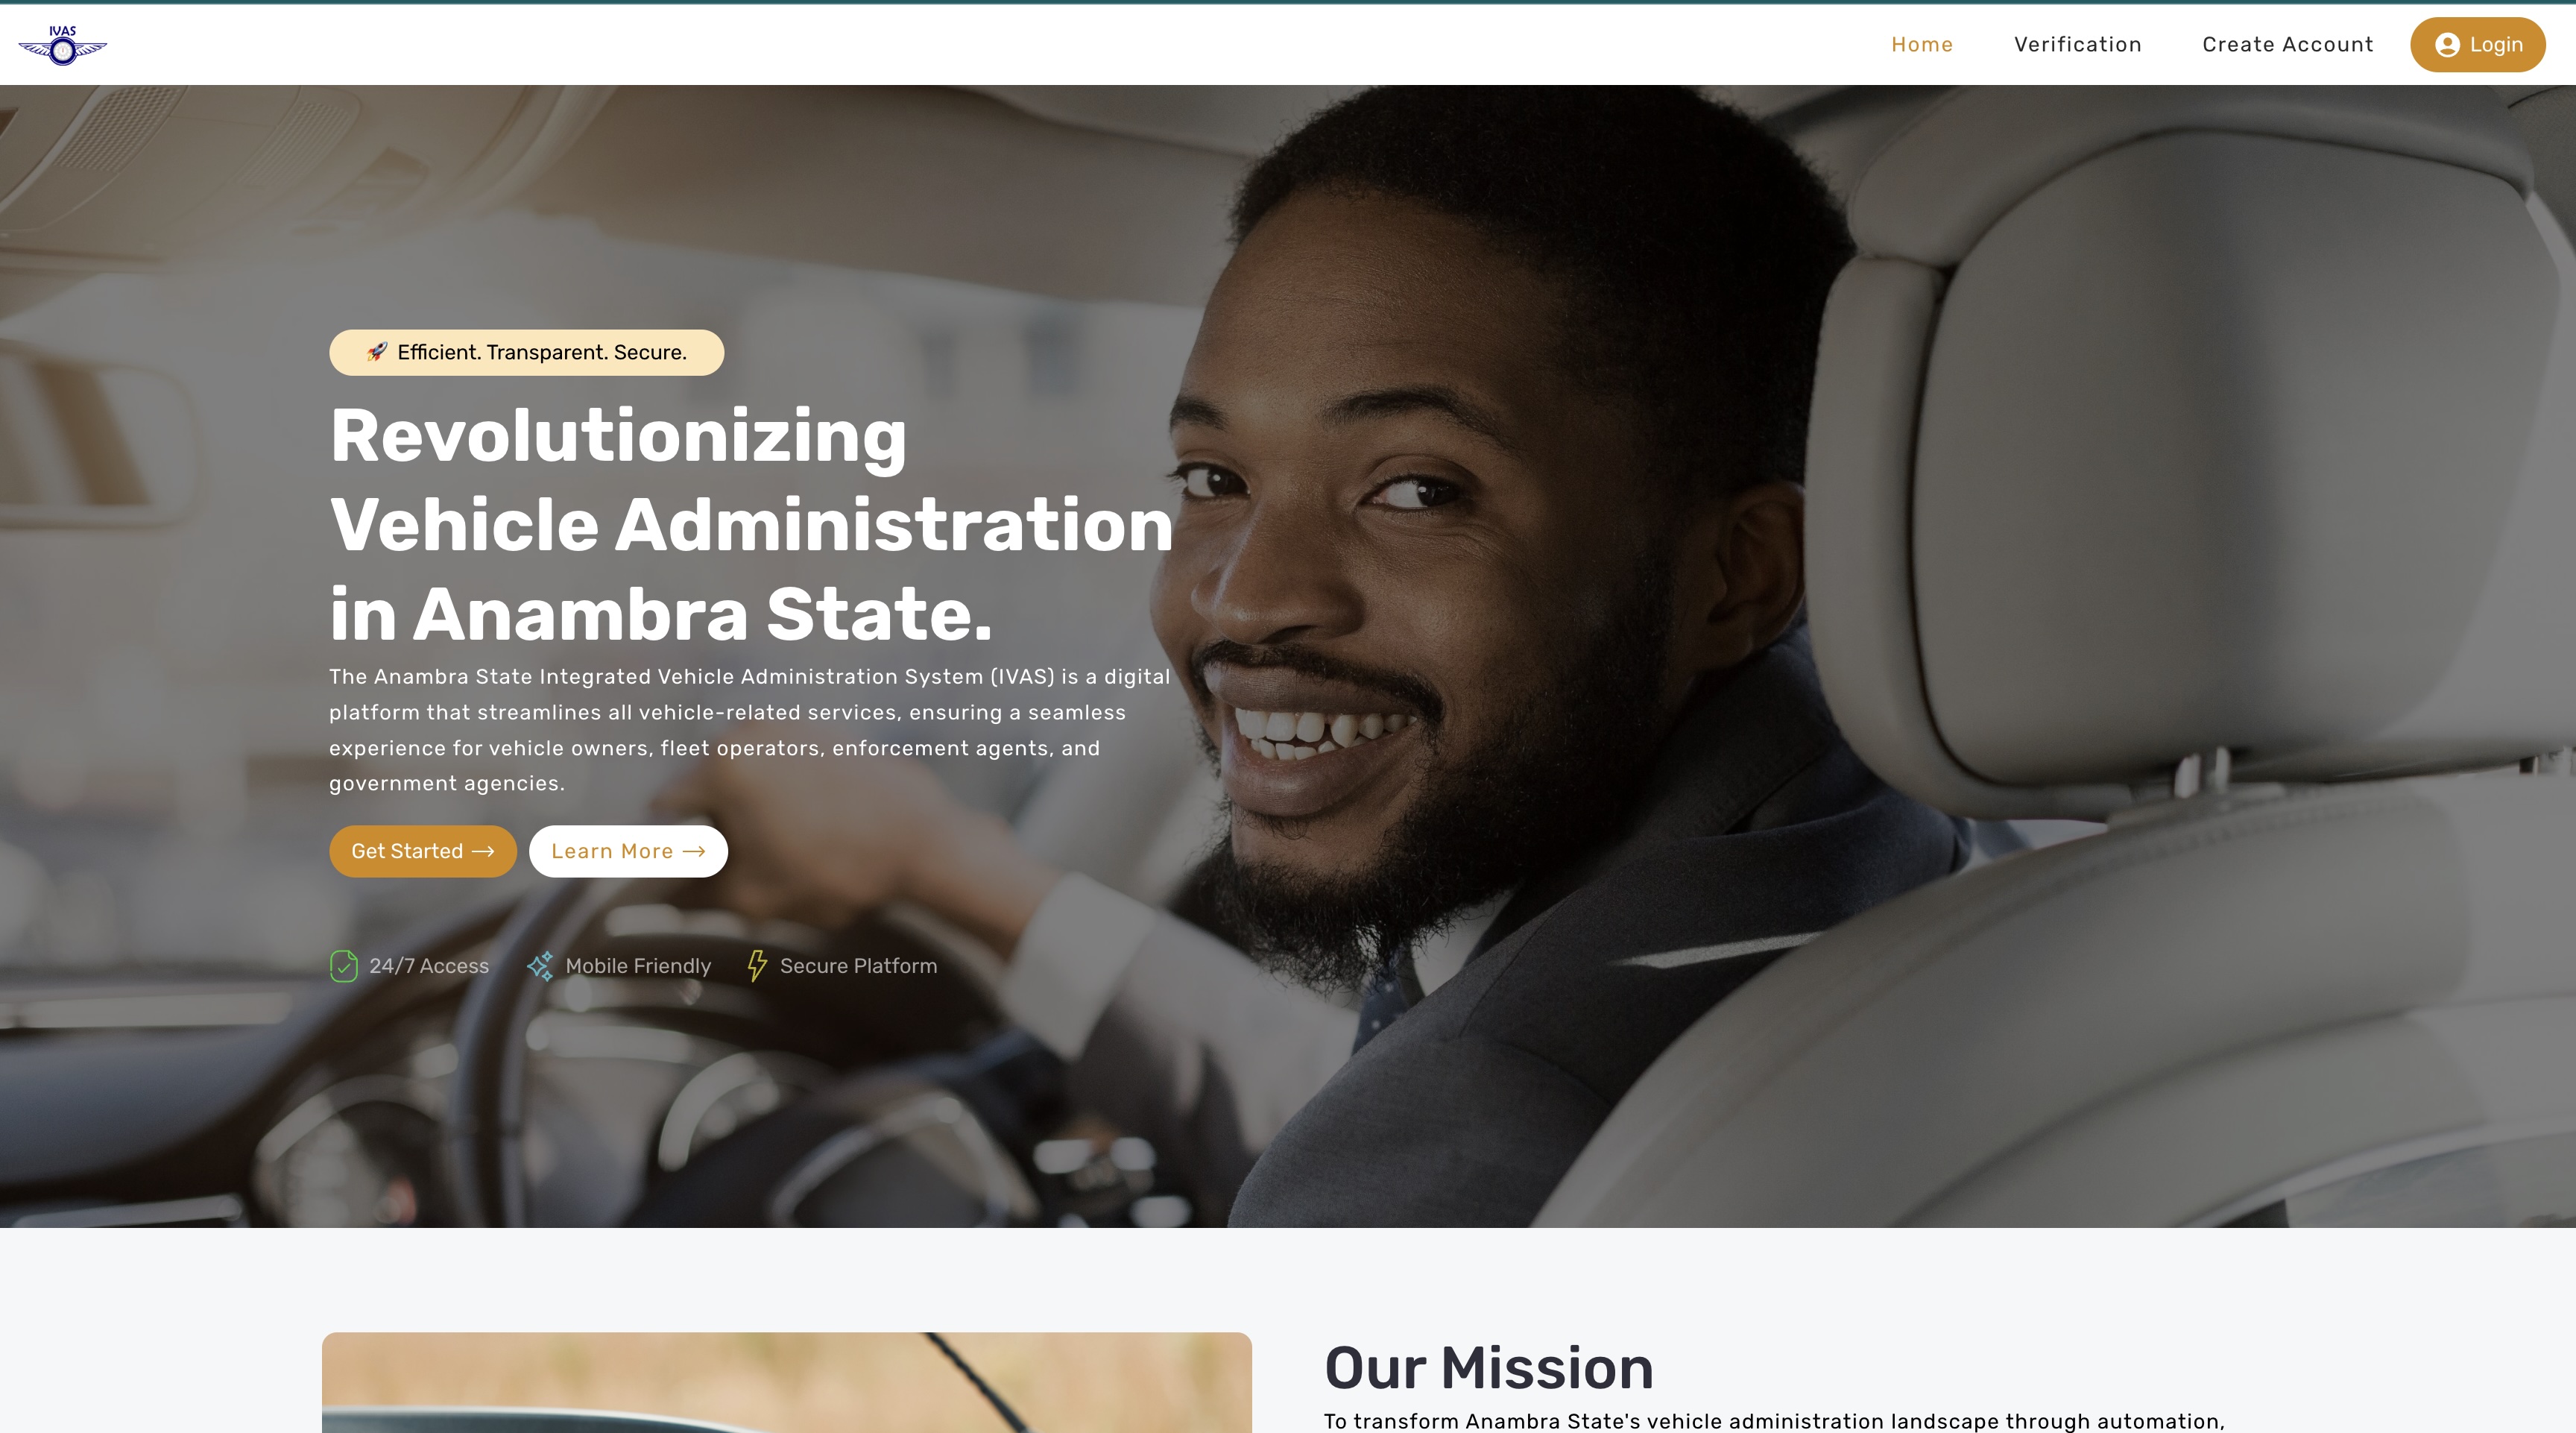 IVAS
Home
Verification
Create Account
Login
🚀 Efficient. Transparent. Secure.
Revolutionizing
Vehicle Administration
in Anambra State.
The Anambra State Integrated Vehicle Administration System (IVAS) is a digital
platform that streamlines all vehicle-related services, ensuring a seamless
experience for vehicle owners, fleet operators, enforcement agents, and
government agencies.
Get Started →
Learn More →
24/7 Access
Mobile Friendly
Secure Platform
Our Mission
To transform Anambra State's vehicle administration landscape through automation,